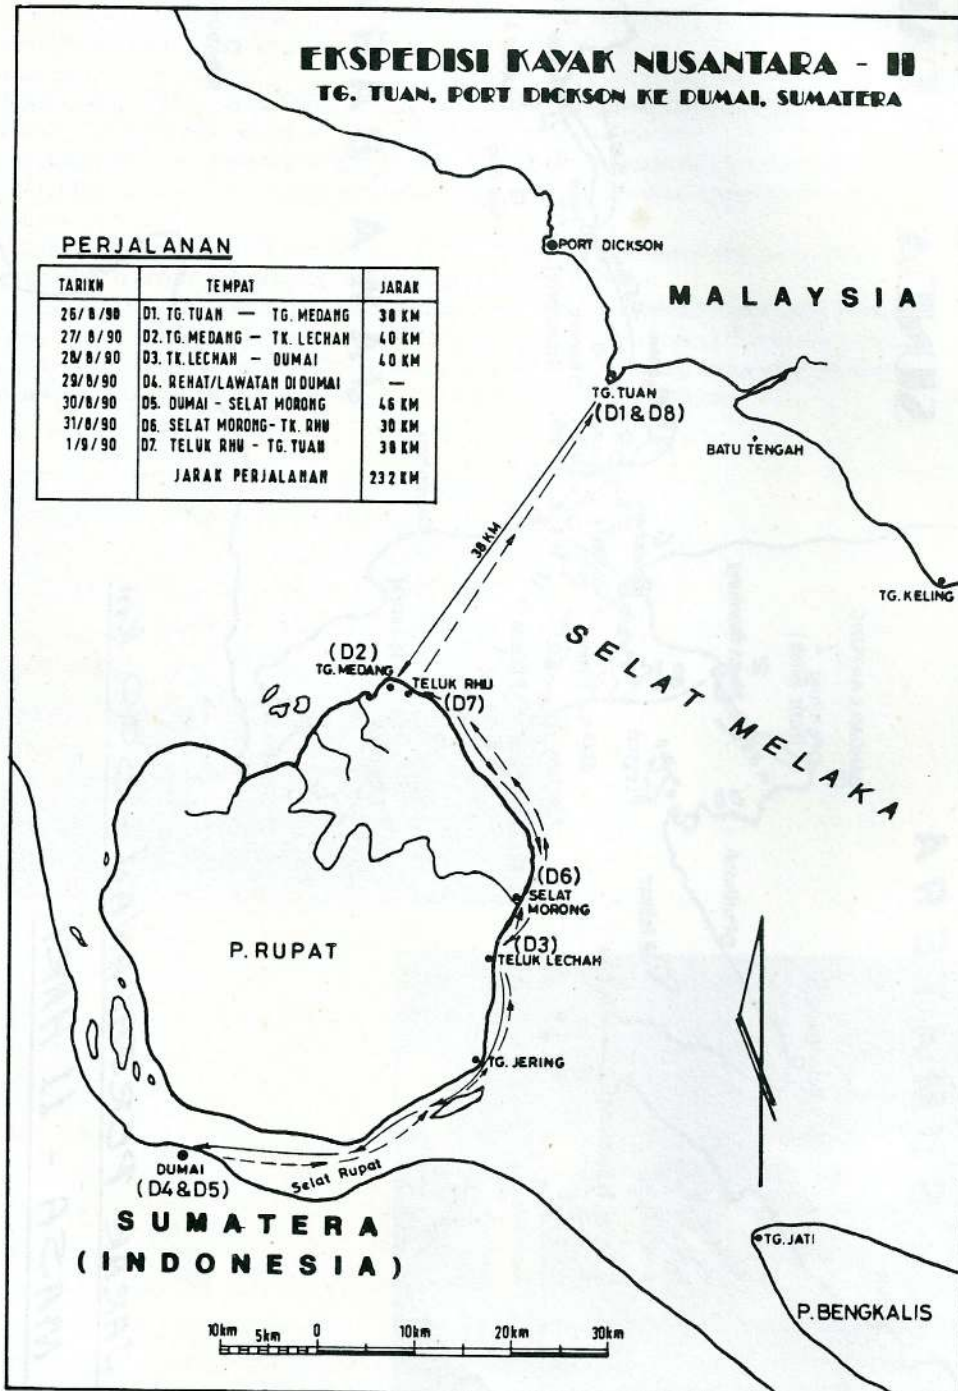 EKSPEDISI KAYAK NUSANTARA - II
TG. TUAN, PORT DICKSON KE DUMAI, SUMATERA
PERJALANAN
TARIKH TEMPAT JARAK
26/8/90 D1. TG. TUAN — TG. MEDANG 38 KM
27/8/90 D2. TG. MEDANG - TK. LECHAH 40 KM
28/8/90 D3. TK. LECHAH - DUMAI 40 KM
29/8/90 D4. REHAT/LAWATAN DI DUMAI —
30/8/90 D5. DUMAI - SELAT MORONG 46 KM
31/8/90 D6. SELAT MORONG - TK. RHU 30 KM
1/9/90 D7. TELUK RHU - TG. TUAN 38 KM
JARAK PERJALANAN 232 KM
PORT DICKSON
MALAYSIA
TG. TUAN
(D1 & D8)
BATU TENGAH
TG. KELING
38 KM
SELAT MELAKA
(D2)
TG. MEDANG
TELUK RHU
(D7)
(D6)
SELAT
MORONG
(D3)
TELUK LECHAH
P. RUPAT
TG. JERING
DUMAI
(D4 & D5)
Selat Rupat
SUMATERA
(INDONESIA)
TG. JATI
P. BENGKALIS
10km 5km 0 10km 20km 30km